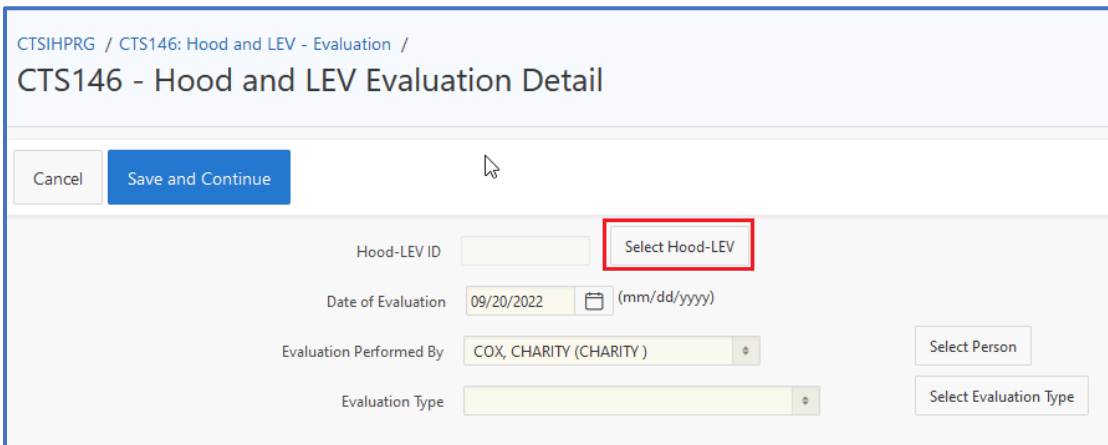 CTSIHPRG / CTS146: Hood and LEV - Evaluation /
CTS146 - Hood and LEV Evaluation Detail
Cancel Save and Continue
Hood-LEV ID Select Hood-LEV
Date of Evaluation 09/20/2022 (mm/dd/yyyy)
Evaluation Performed By COX, CHARITY (CHARITY ) Select Person
Evaluation Type Select Evaluation Type